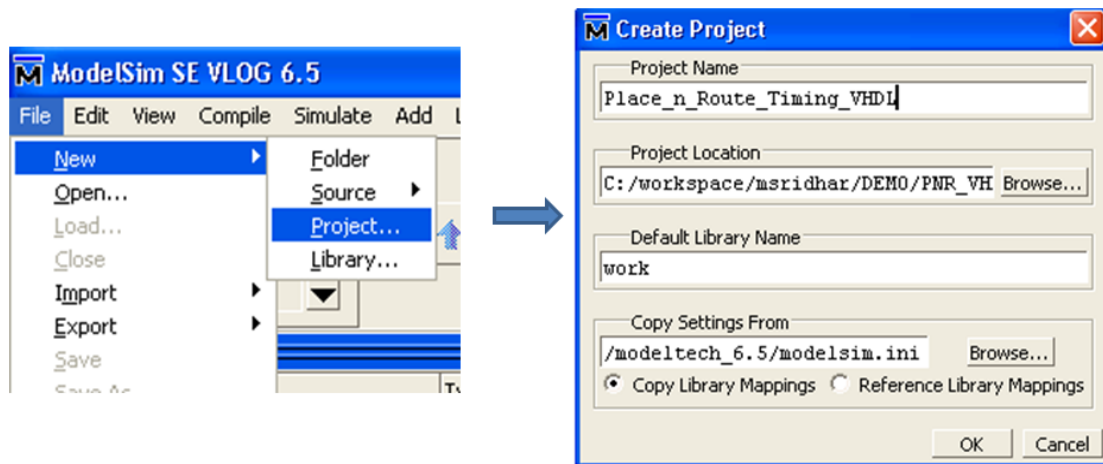 ModelSim SE VLOG 6.5
File Edit View Compile Simulate Add
New
Open...
Load...
Close
Import
Export
Save
Save As
Folder
Source
Project...
Library...
Create Project
Project Name
Place_n_Route_Timing_VHDL
Project Location
C:/workspace/msridhar/DEMO/PNR_VH Browse...
Default Library Name
work
Copy Settings From
/modeltech_6.5/modelsim.ini Browse...
Copy Library Mappings Reference Library Mappings
OK Cancel